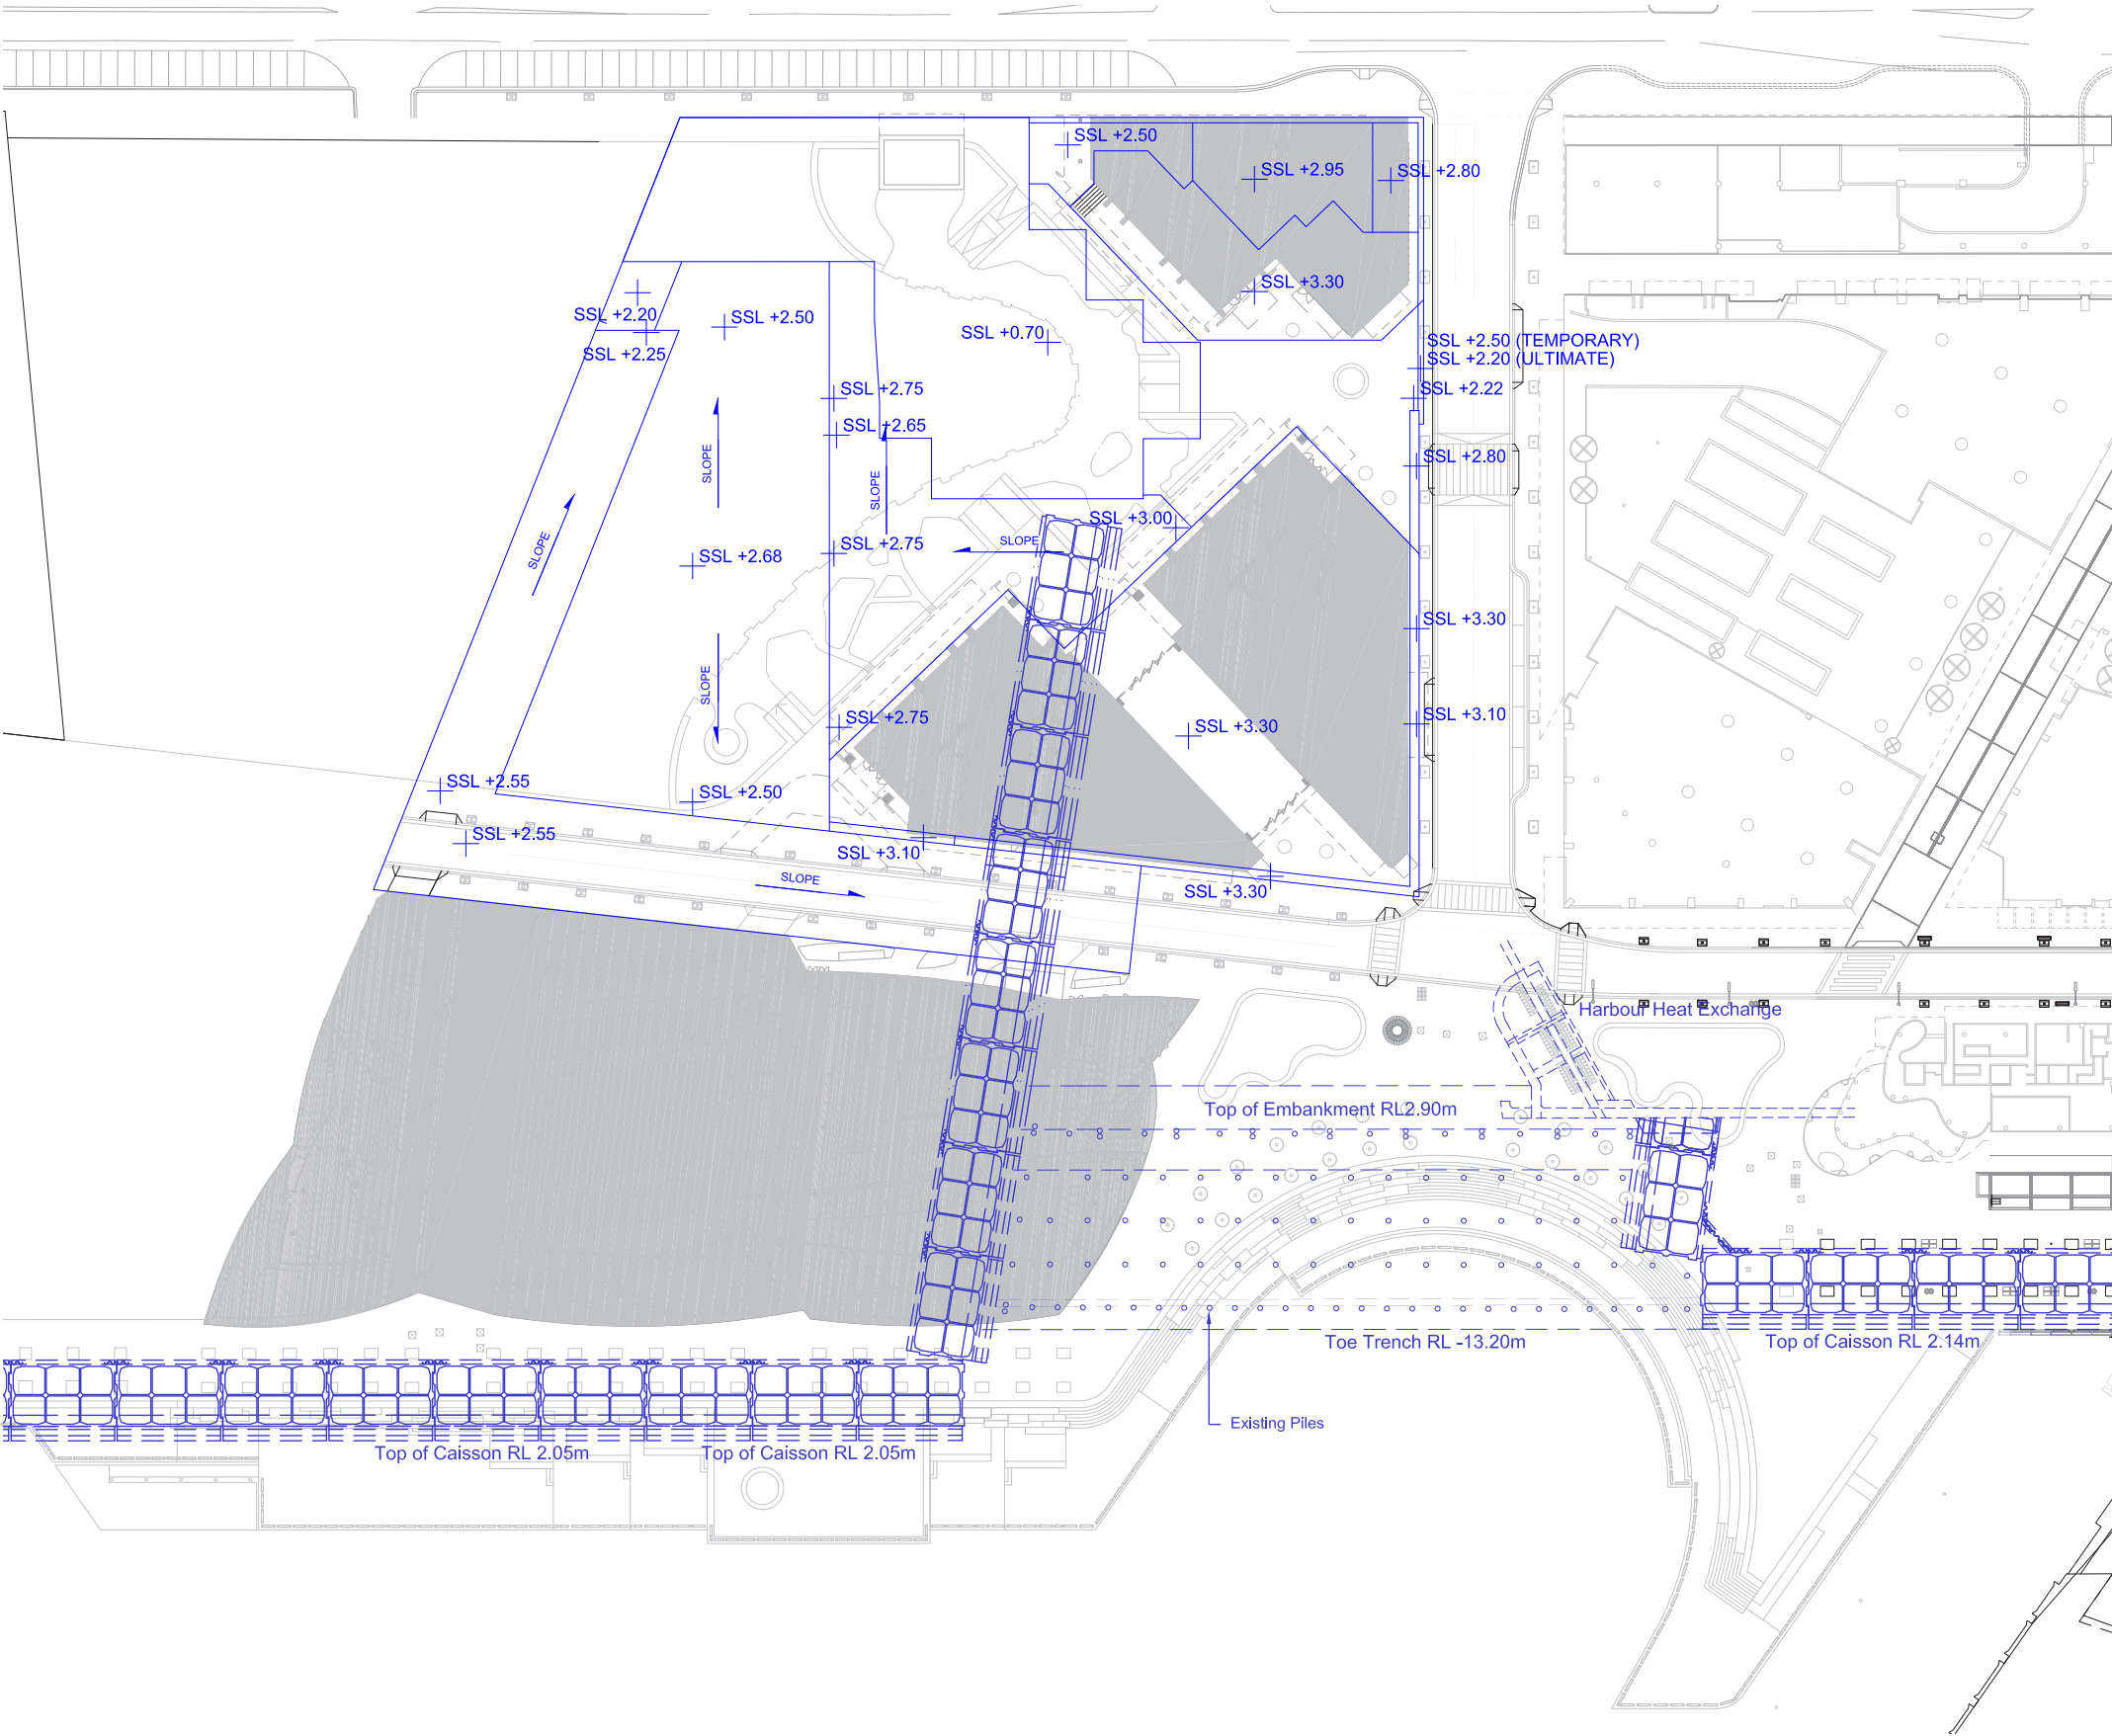 SSL +2.50
SSL +2.95
SSL +2.80
SSL +3.30
SSL +2.20
SSL +2.50
SSL +2.25
SSL +0.70
SSL +2.50 (TEMPORARY)
SSL +2.20 (ULTIMATE)
SSL +2.75
SSL +2.22
SSL +2.65
SLOPE
SLOPE
SSL +2.80
SSL +3.00
SLOPE
SLOPE
SSL +2.75
SSL +2.68
SSL +3.30
SLOPE
SSL +2.75
SSL +3.30
SSL +3.10
SSL +2.55
SSL +2.50
SSL +2.55
SSL +3.10
SLOPE
SSL +3.30
Harbour Heat Exchange
Top of Embankment RL2.90m
Toe Trench RL -13.20m
Top of Caisson RL 2.14m
Existing Piles
Top of Caisson RL 2.05m
Top of Caisson RL 2.05m